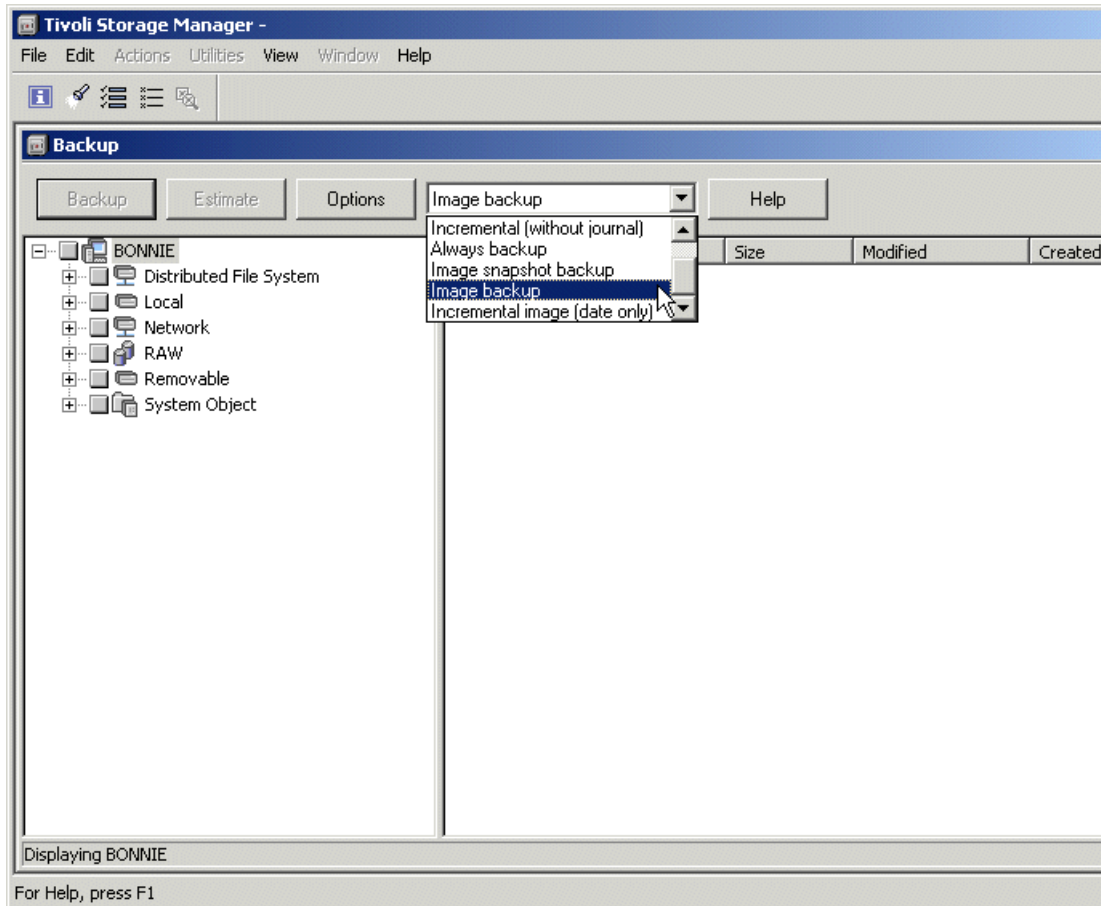 Tivoli Storage Manager -
File Edit Actions Utilities View Window Help
Backup
Backup Estimate Options Image backup Help
Incremental (without journal)
Always backup
Image snapshot backup
Image backup
Incremental image (date only)
Size Modified Created
BONNIE
Distributed File System
Local
Network
RAW
Removable
System Object
Displaying BONNIE
For Help, press F1